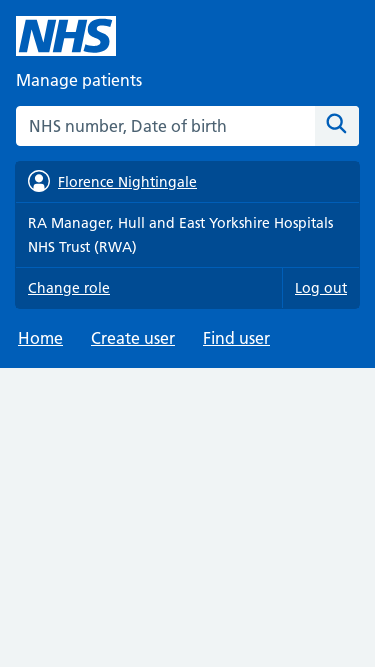 NHS
Manage patients
NHS number, Date of birth
Florence Nightingale
RA Manager, Hull and East Yorkshire Hospitals
NHS Trust (RWA)
Change role
Log out
Home
Create user
Find user